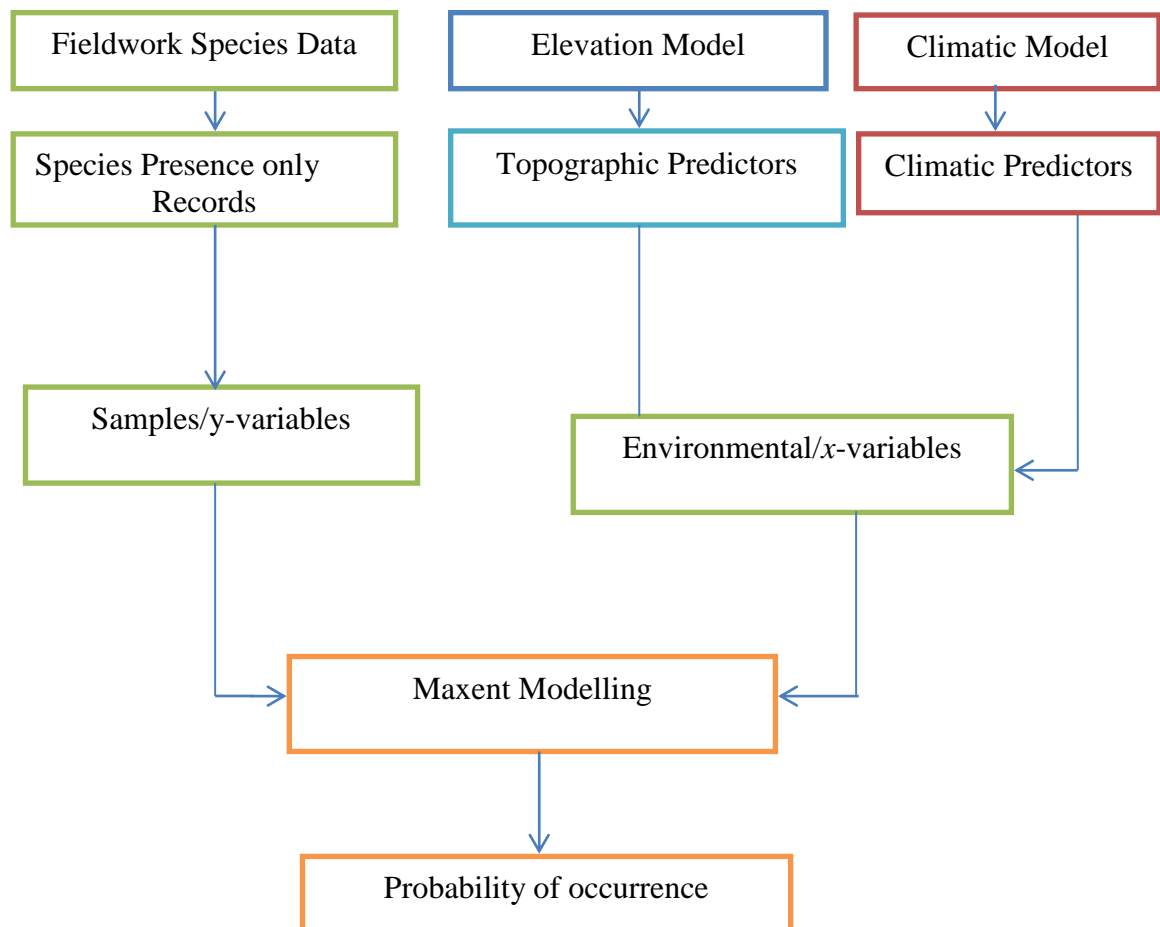 Fieldwork Species Data
Elevation Model
Climatic Model
Species Presence only
Records
Topographic Predictors
Climatic Predictors
Samples/y-variables
Environmental/x-variables
Maxent Modelling
Probability of occurrence